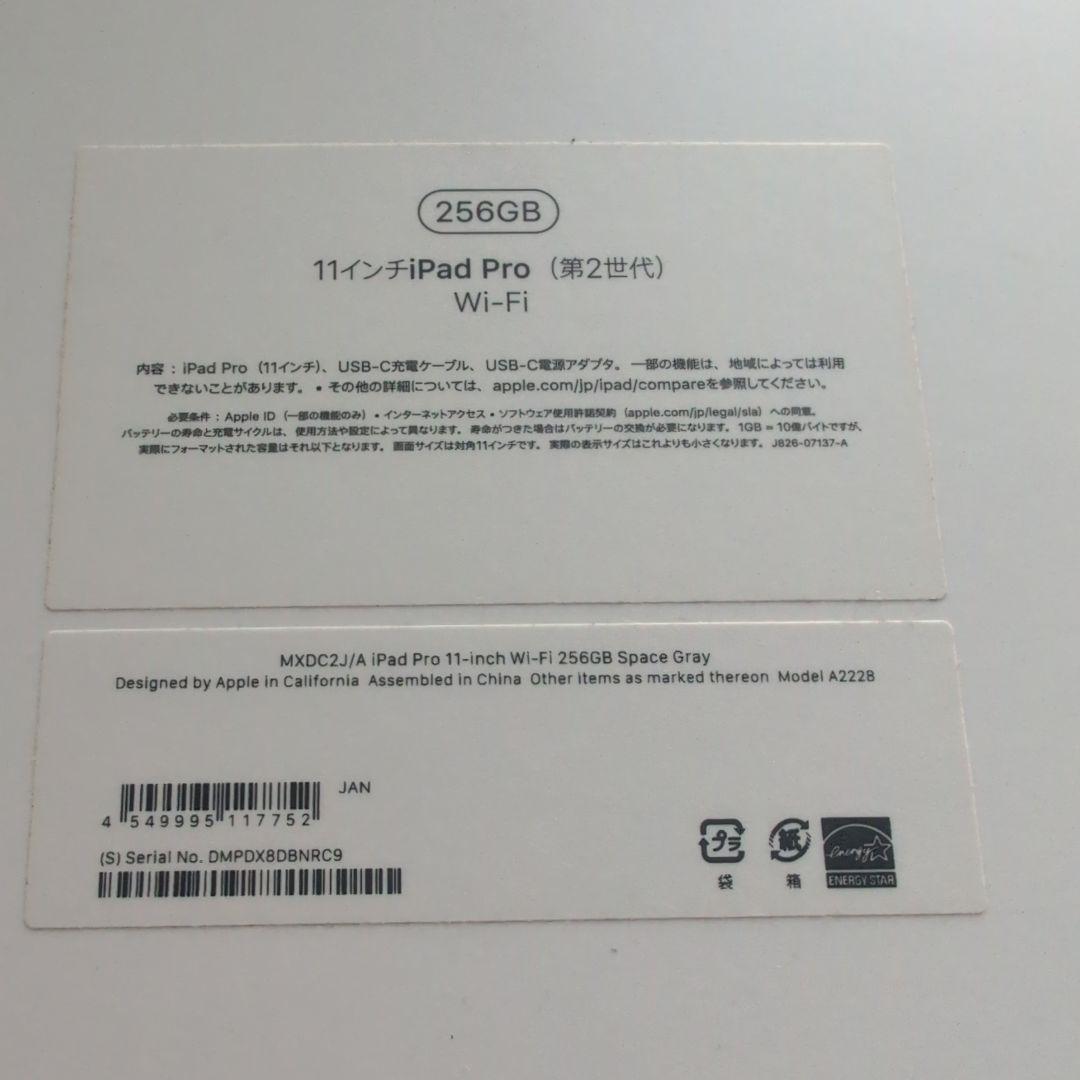 256GB
11インチiPad Pro（第2世代）
Wi-Fi
内容：iPad Pro（11インチ）、USB-C充電ケーブル、USB-C電源アダプタ。一部の機能は、地域によっては利用
できないことがあります。• その他の詳細については、apple.com/jp/ipad/compareを参照してください。
必要条件：Apple ID（一部の機能のみ）• インターネットアクセス • ソフトウェア使用許諾契約（apple.com/jp/legal/sla）への同意。
バッテリーの寿命と充電サイクルは、使用方法や設定によって異なります。寿命がつきた場合はバッテリーの交換が必要になります。1GB = 10億バイトですが、
実際にフォーマットされた容量はそれ以下となります。画面サイズは対角11インチです。実際の表示サイズはこれよりも小さくなります。J826-07137-A
MXDC2J/A iPad Pro 11-inch Wi-Fi 256GB Space Gray
Designed by Apple in California Assembled in China Other items as marked thereon Model A2228
JAN
4 549995 117752
(S) Serial No. DMPDX8DBNRC9
プラ 紙 energy
袋 箱 ENERGY STAR